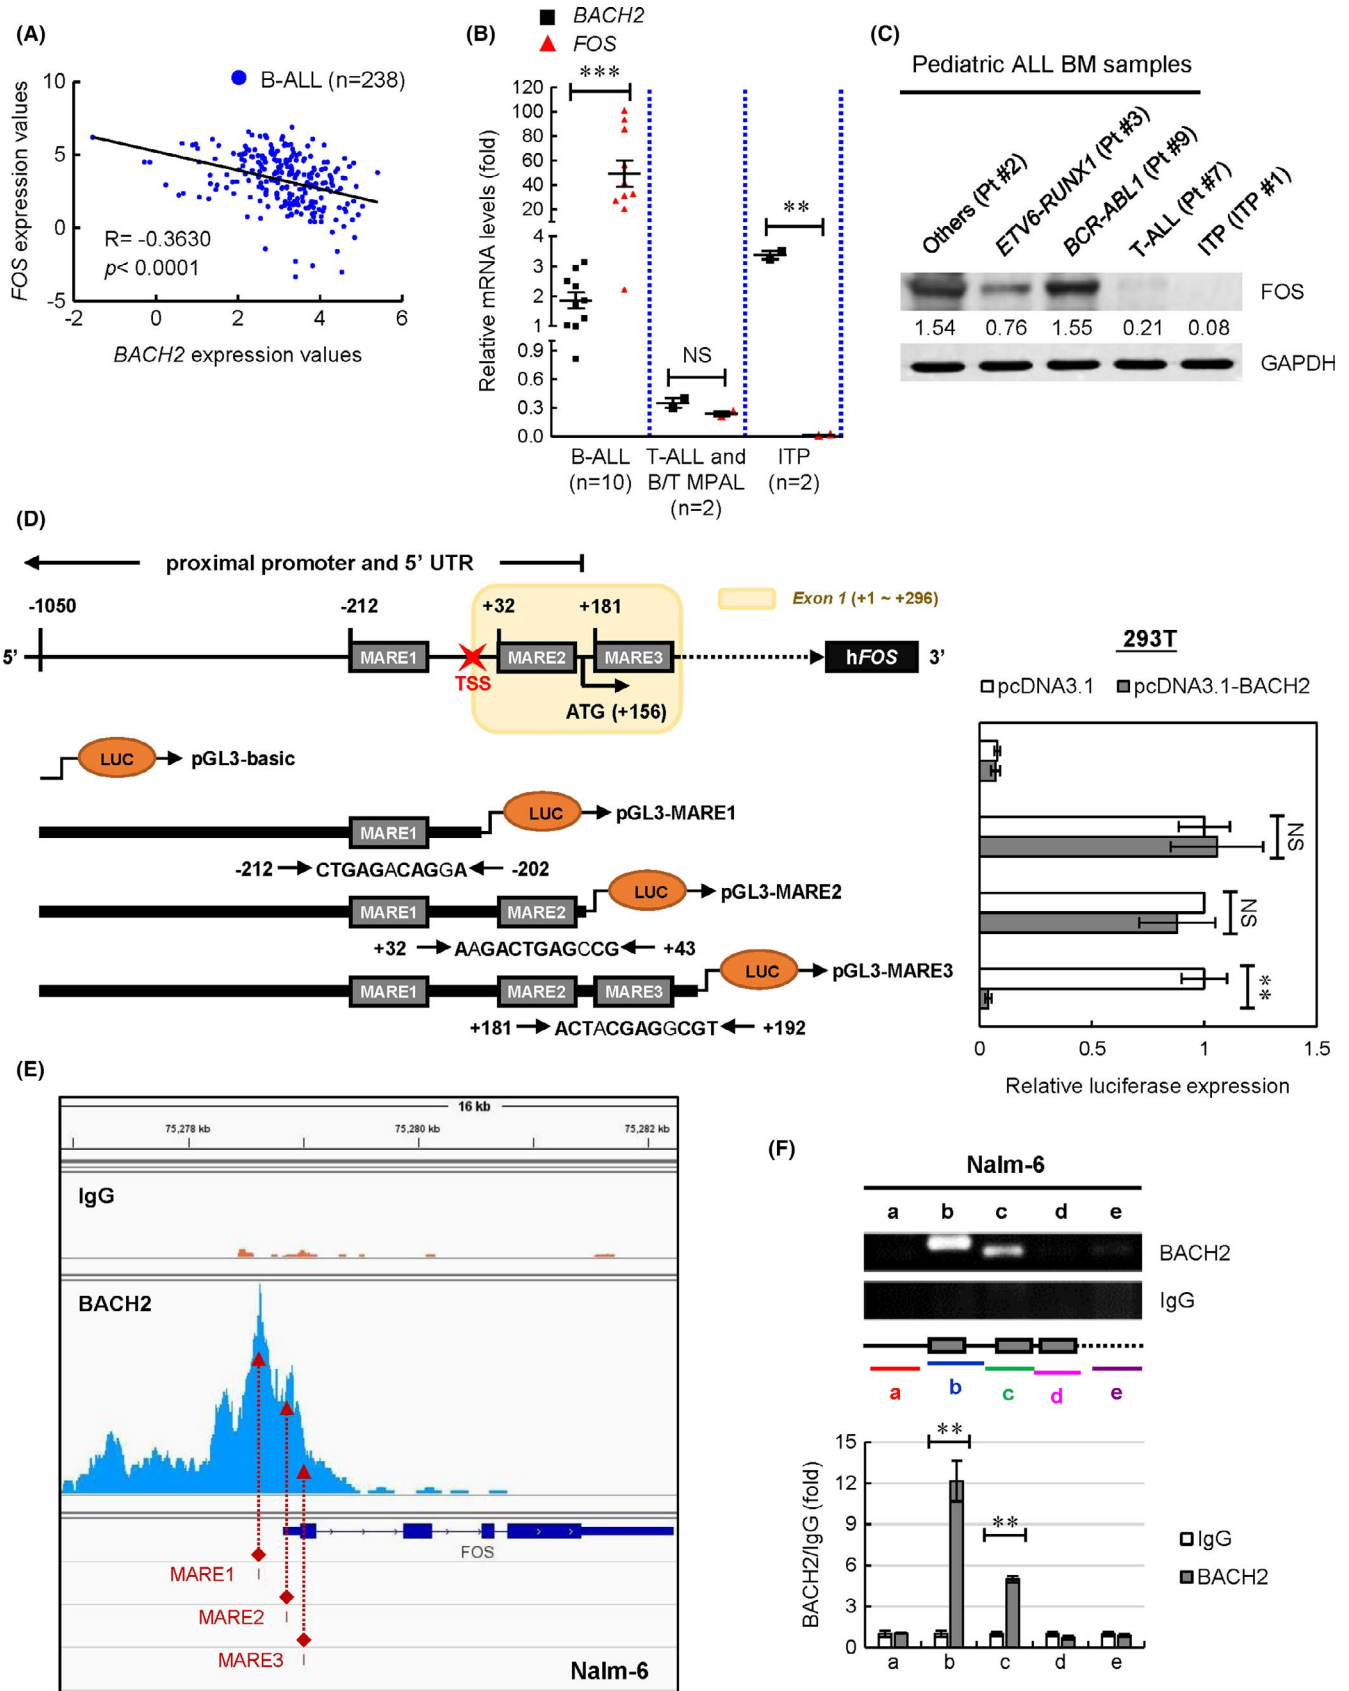 (A)
B-ALL (n=238)
FOS expression values
10
5
0
-5
R= -0.3630
p< 0.0001
-2
0
2
4
6
BACH2 expression values
(B)
BACH2
FOS
Relative mRNA levels (fold)
120
100
80
60
40
20
4
3
2
1
0.9
0.6
0.3
0.0
***
NS
**
B-ALL
(n=10)
T-ALL and
B/T MPAL
(n=2)
ITP
(n=2)
(C)
Pediatric ALL BM samples
Others (Pt #2)
ETV6-RUNX1 (Pt #3)
BCR-ABL1 (Pt #9)
T-ALL (Pt #7)
ITP (ITP #1)
FOS
1.54 0.76 1.55 0.21 0.08
GAPDH
(D)
proximal promoter and 5' UTR
-1050
-212
+32
+181
Exon 1 (+1 ~ +296)
5'
MARE1
TSS
MARE2
MARE3
hFOS
3'
ATG (+156)
LUC
pGL3-basic
MARE1
LUC
pGL3-MARE1
-212
CTGAGACAGGA
-202
MARE1
MARE2
LUC
pGL3-MARE2
+32
AAGACTGAGCCG
+43
MARE1
MARE2
MARE3
LUC
pGL3-MARE3
+181
ACTACGAGGCGT
+192
293T
pcDNA3.1
pcDNA3.1-BACH2
NS
NS
**
0
0.5
1
1.5
Relative luciferase expression
(E)
16 kb
75,278 kb
75,280 kb
75,282 kb
IgG
BACH2
FOS
MARE1
MARE2
MARE3
Nalm-6
(F)
Nalm-6
a b c d e
BACH2
IgG
a b c d e
BACH2/IgG (fold)
15
12
9
6
3
0
**
**
IgG
BACH2
a b c d e